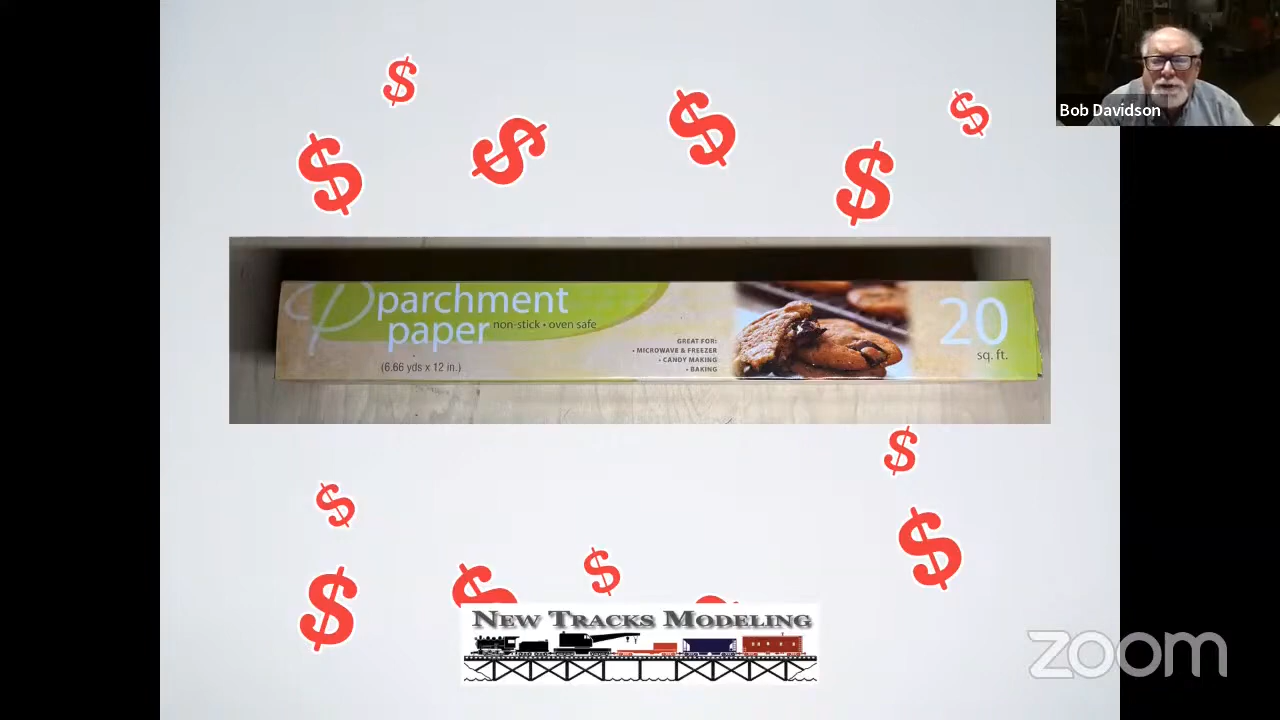 Bob Davidson
$
$
$
$
$
$
Pparchment
paper non-stick • oven safe
(6.66 yds x 12 in.)
GREAT FOR:
• MICROWAVE & FREEZER
• CANDY MAKING
• BAKING
20
sq. ft.
$
$
$
$
$
$
NEW TRACKS MODELING
zoom